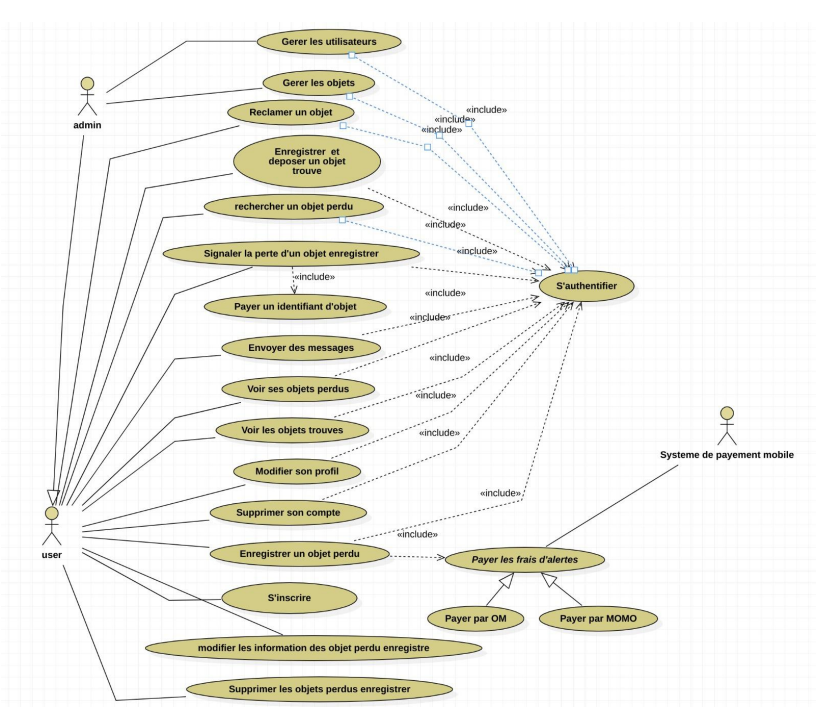 Gerer les utilisateurs
Gerer les objets
admin
Reclamer un objet
«include»
«include»
«include»
Enregistrer et
deposer un objet
trouve
rechercher un objet perdu
«include»
«include»
Signaler la perte d'un objet enregistrer
«include»
«include»
S'authentifier
Payer un identifiant d'objet
«include»
«include»
Envoyer des messages
«include»
Voir ses objets perdus
Voir les objets trouves
«include»
Systeme de payement mobile
Modifier son profil
Supprimer son compte
«include»
«include»
user
Enregistrer un objet perdu
Payer les frais d'alertes
S'inscrire
Payer par OM
Payer par MOMO
modifier les information des objet perdu enregistre
Supprimer les objets perdus enregistrer